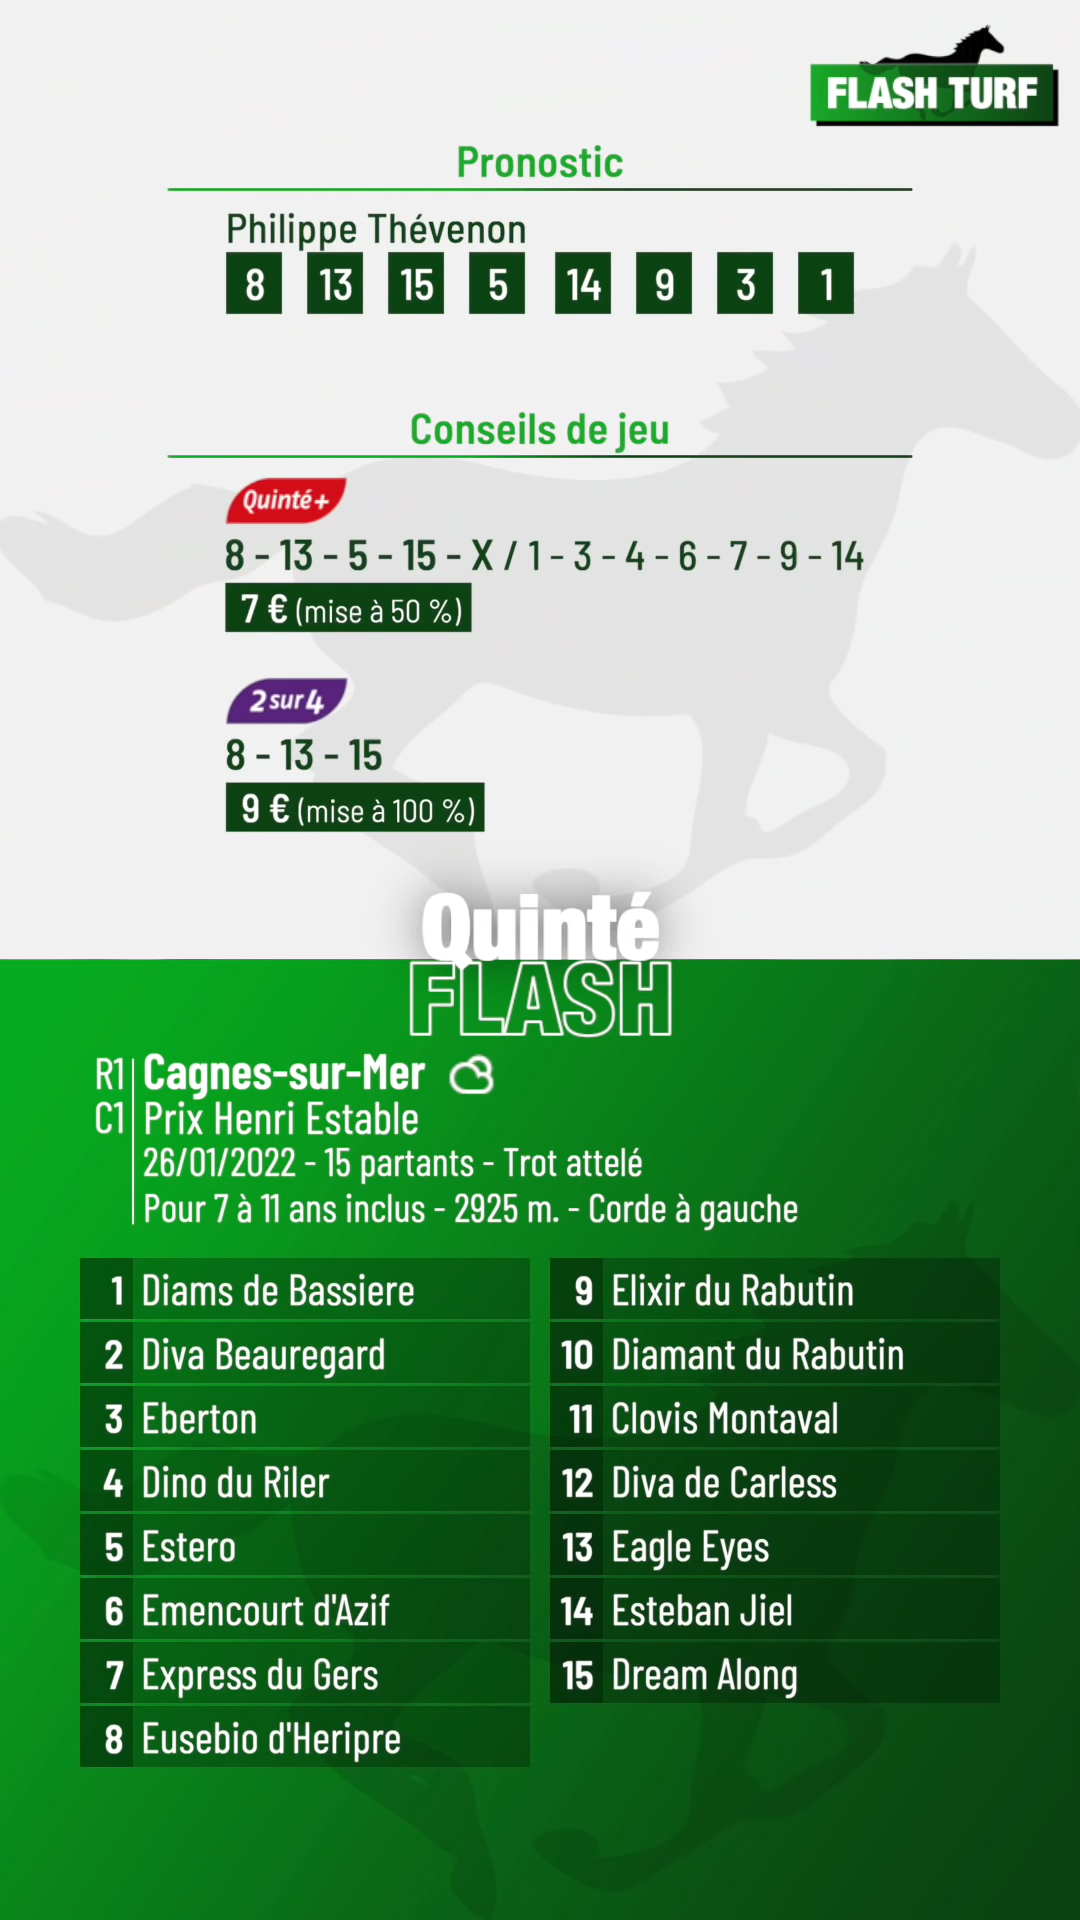 FLASH TURF
Pronostic
Philippe Thévenon
8 13 15 5 14 9 3 1
Conseils de jeu
Quinté+
8 - 13 - 5 - 15 - X / 1 - 3 - 4 - 6 - 7 - 9 - 14
7 € (mise à 50 %)
2 sur 4
8 - 13 - 15
9 € (mise à 100 %)
Quinté
FLASH
R1 Cagnes-sur-Mer
C1 Prix Henri Estable
26/01/2022 - 15 partants - Trot attelé
Pour 7 à 11 ans inclus - 2925 m. - Corde à gauche
1 Diams de Bassiere
2 Diva Beauregard
3 Eberton
4 Dino du Riler
5 Estero
6 Emencourt d'Azif
7 Express du Gers
8 Eusebio d'Heripre
9 Elixir du Rabutin
10 Diamant du Rabutin
11 Clovis Montaval
12 Diva de Carless
13 Eagle Eyes
14 Esteban Jiel
15 Dream Along